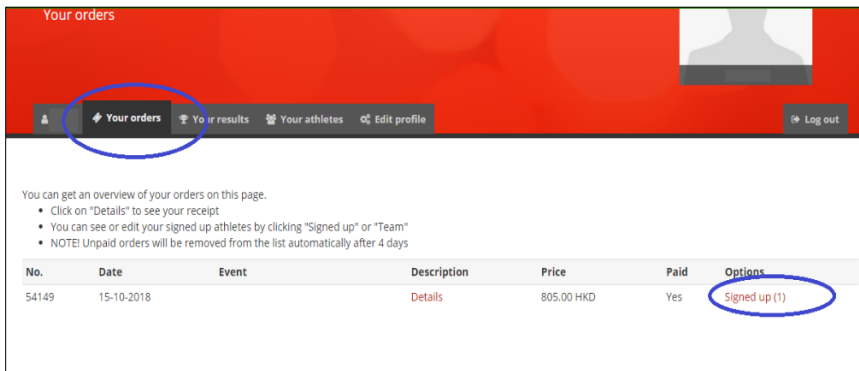 Your orders
Your orders Your results Your athletes Edit profile Log out
You can get an overview of your orders on this page.
• Click on "Details" to see your receipt
• You can see or edit your signed up athletes by clicking "Signed up" or "Team"
• NOTE! Unpaid orders will be removed from the list automatically after 4 days
No. Date Event Description Price Paid Options
54149 15-10-2018 Details 805.00 HKD Yes Signed up (1)